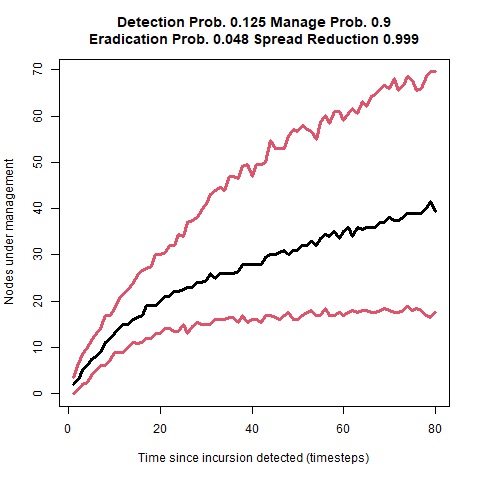 Detection Prob. 0.125 Manage Prob. 0.9
Eradication Prob. 0.048 Spread Reduction 0.999
Nodes under management
70
60
50
40
30
20
10
0
0 20 40 60 80
Time since incursion detected (timesteps)